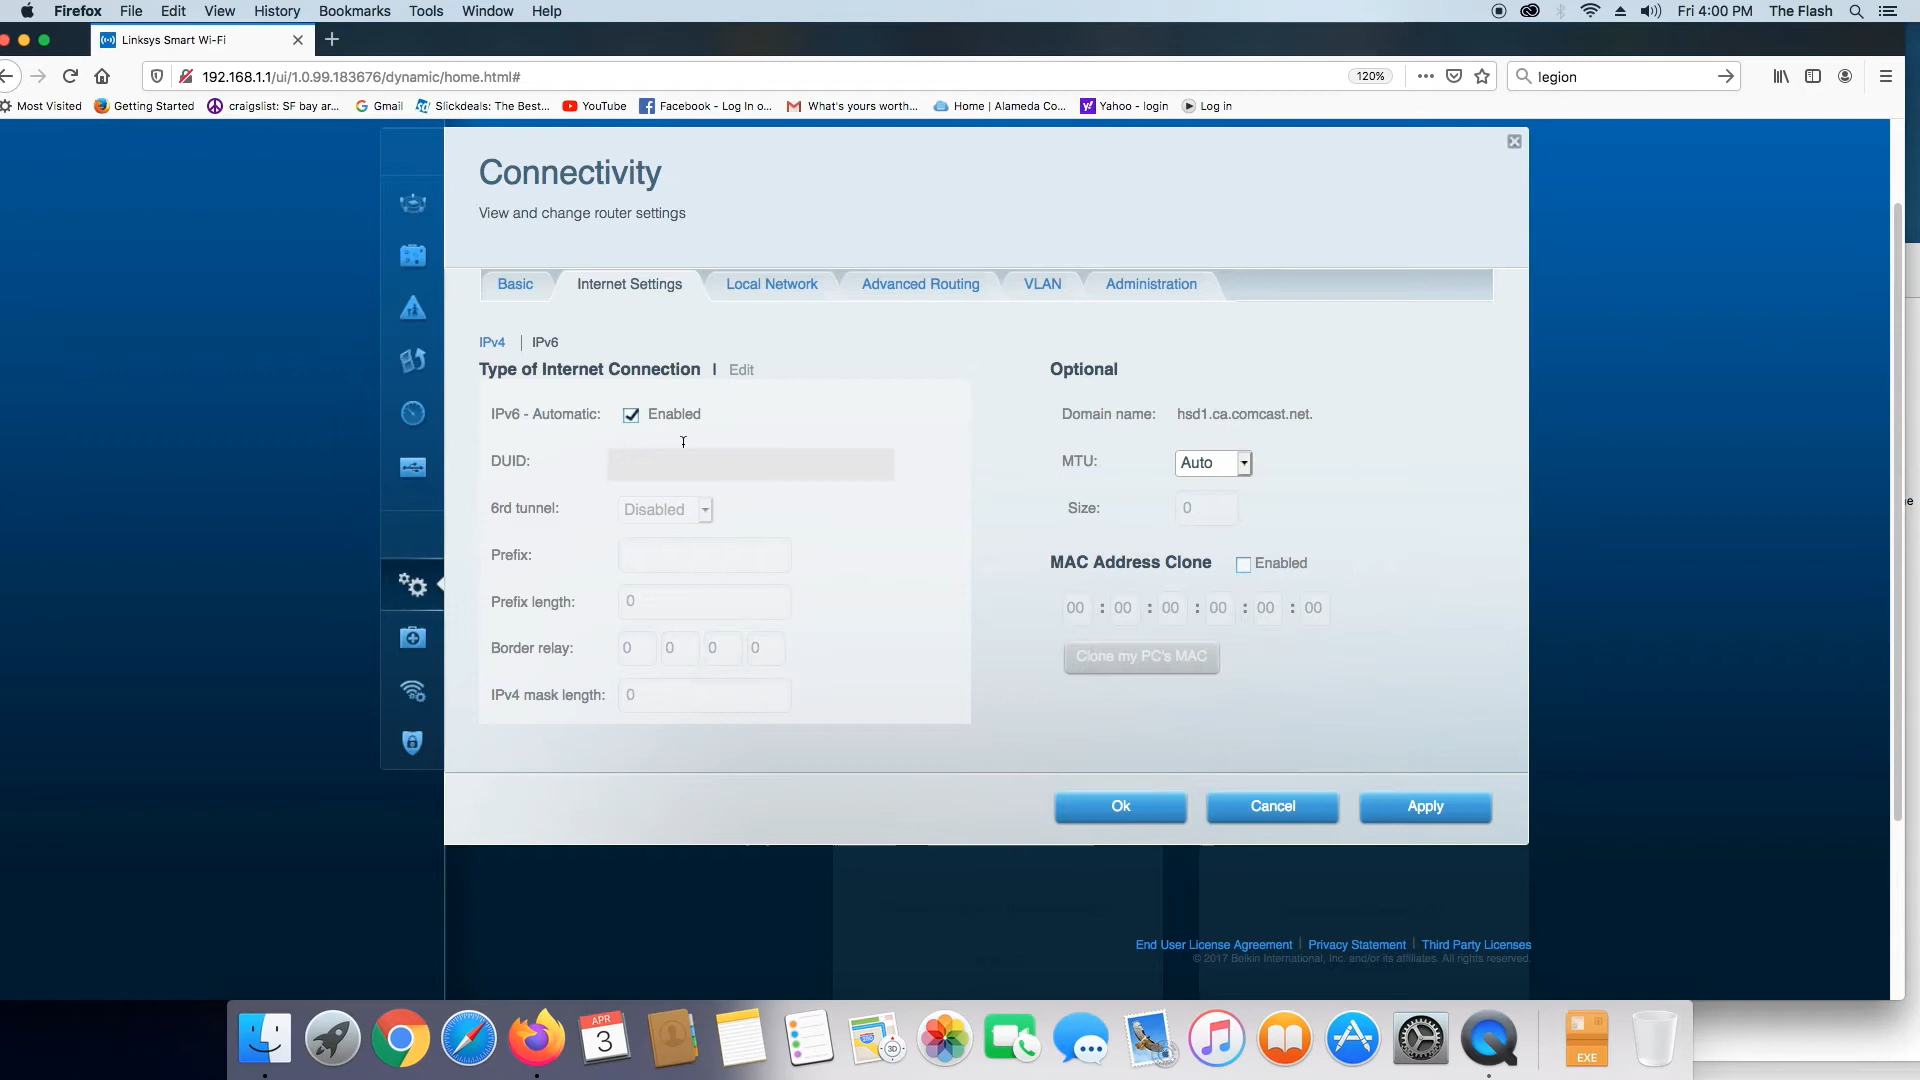 Firefox File Edit View History Bookmarks Tools Window Help Fri 4:00 PM The Flash
Linksys Smart Wi-Fi
192.168.1.1/ui/1.0.99.183676/dynamic/home.html# 120% legion
Most Visited Getting Started craigslist: SF bay ar... Gmail Slickdeals: The Best... YouTube Facebook - Log In o... What's yours worth... Home | Alameda Co... Yahoo - login Log in
Connectivity
View and change router settings
Basic Internet Settings Local Network Advanced Routing VLAN Administration
IPv4 | IPv6
Type of Internet Connection | Edit Optional
IPv6 - Automatic: Enabled Domain name: hsd1.ca.comcast.net.
DUID: MTU: Auto
6rd tunnel: Disabled Size: 0
Prefix: MAC Address Clone Enabled
Prefix length: 0 00 : 00 : 00 : 00 : 00 : 00
Border relay: 0 0 0 0 Clone my PC's MAC
IPv4 mask length: 0
Ok Cancel Apply
End User License Agreement | Privacy Statement | Third Party Licenses
© 2017 Belkin International, Inc. and/or its affiliates. All rights reserved.
APR
3
3D
EXE